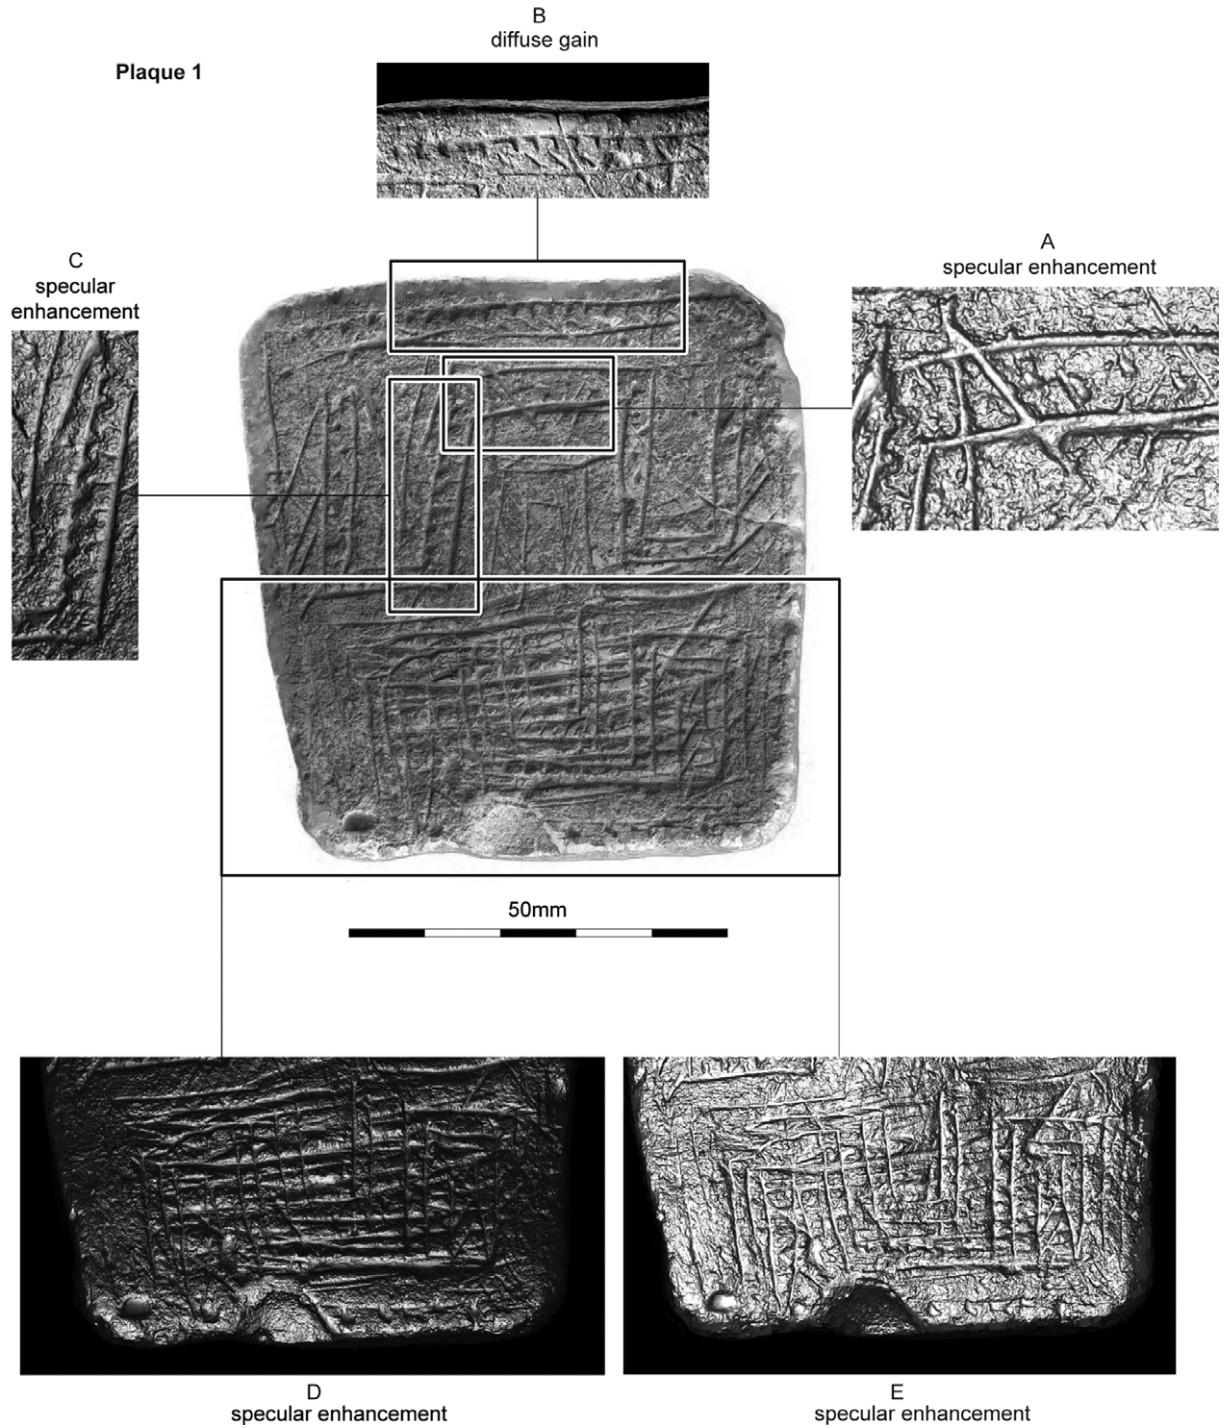 B
diffuse gain
Plaque 1
A
specular enhancement
C
specular
enhancement
50mm
D
specular enhancement
E
specular enhancement